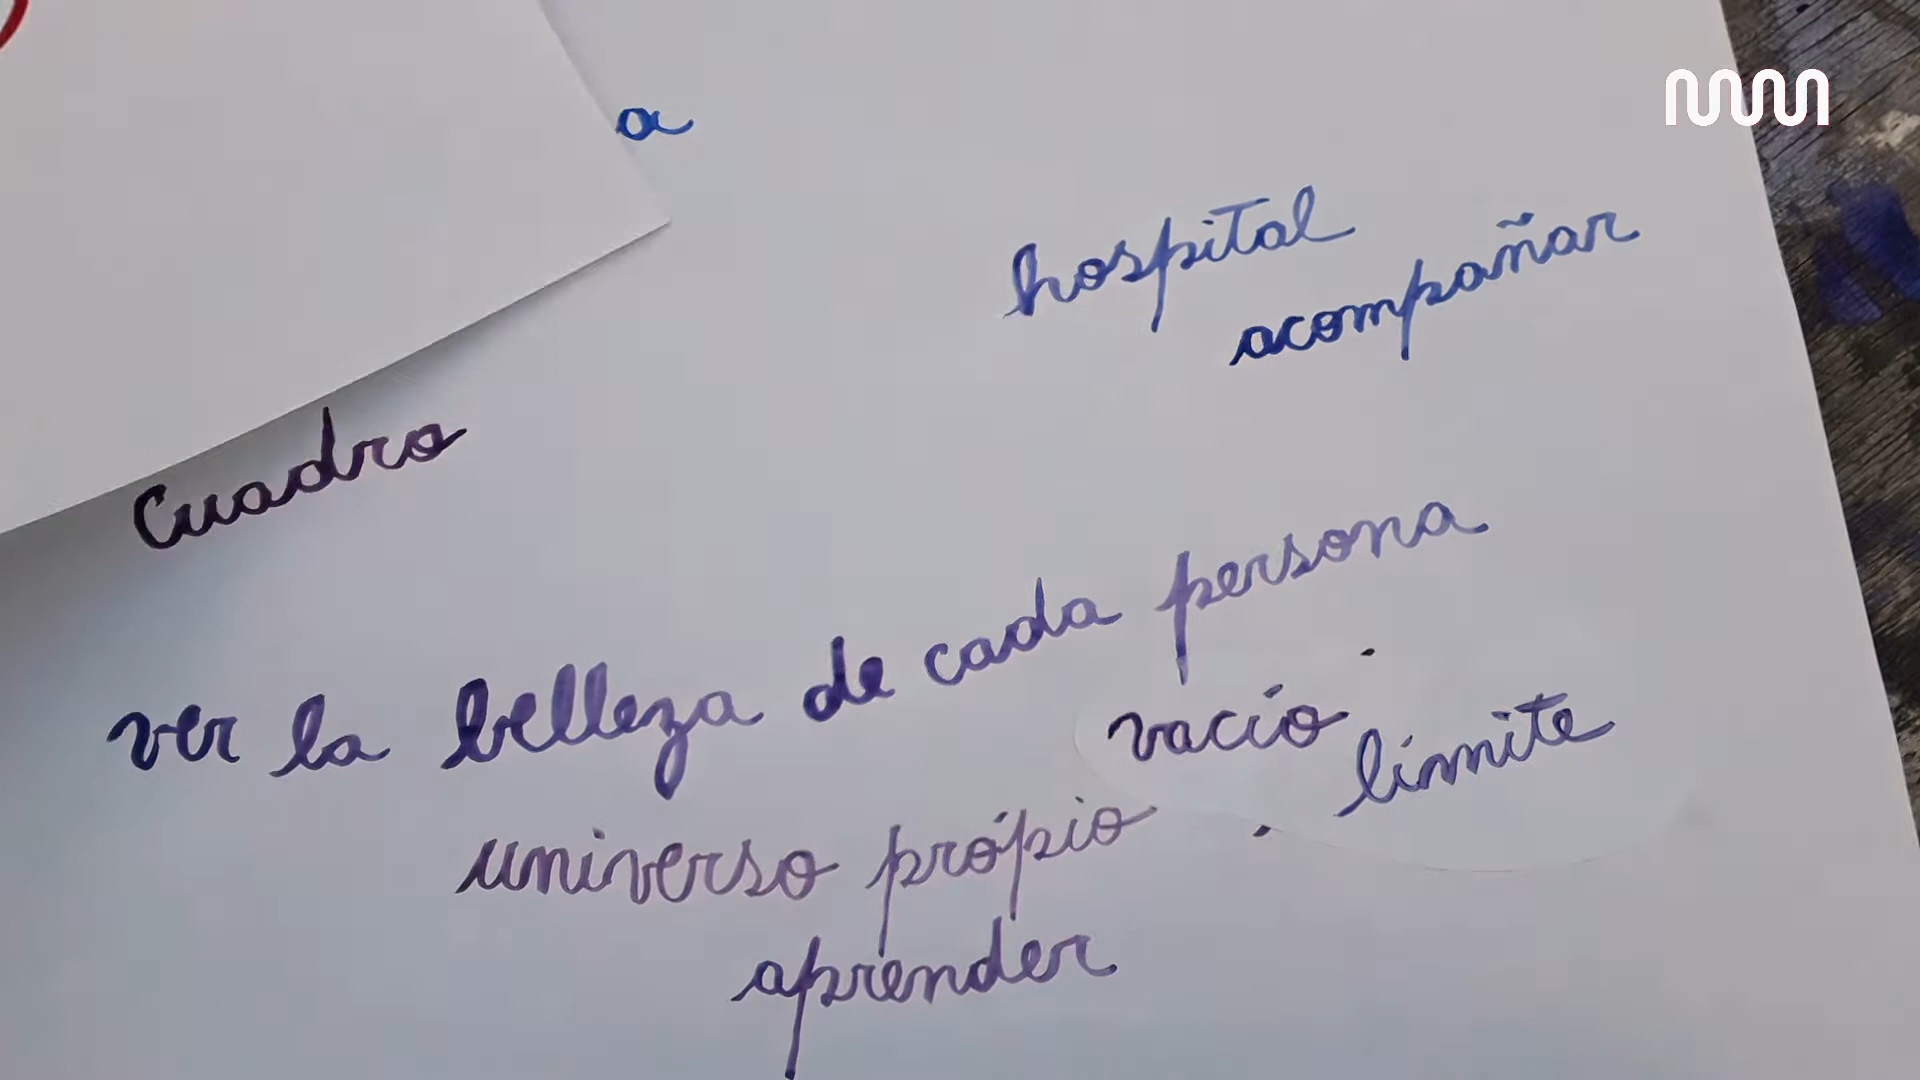 a
hospital
acompañar
Cuadro
ver la belleza de cada persona
vacío
límite
universo própio
aprender